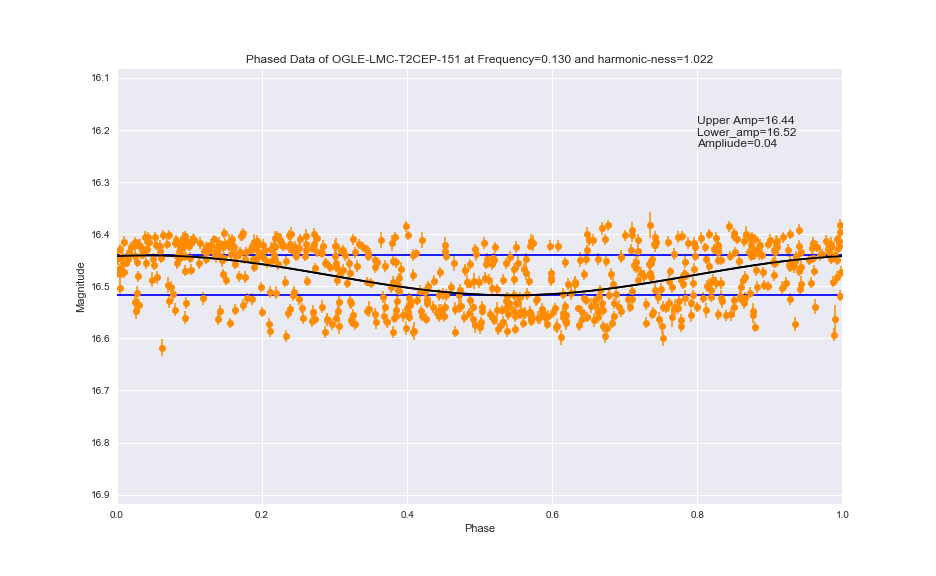 Phased Data of OGLE-LMC-T2CEP-151 at Frequency=0.130 and harmonic-ness=1.022
16.1
Upper Amp=16.44
Lower_amp=16.52
Ampliude=0.04
16.2
16.3
16.4
16.5
16.6
16.7
16.8
16.9
Magnitude
0.0 0.2 0.4 0.6 0.8 1.0
Phase